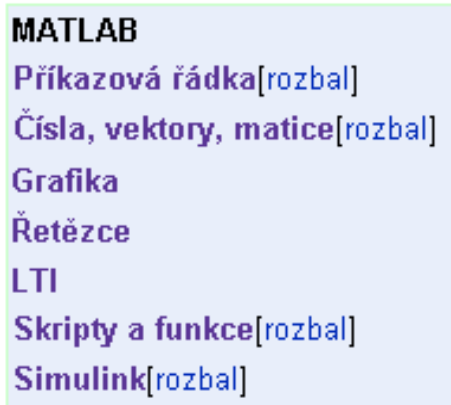 MATLAB
Příkazová řádka[rozbal]
Čísla, vektory, matice[rozbal]
Grafika
Řetězce
LTI
Skripty a funkce[rozbal]
Simulink[rozbal]